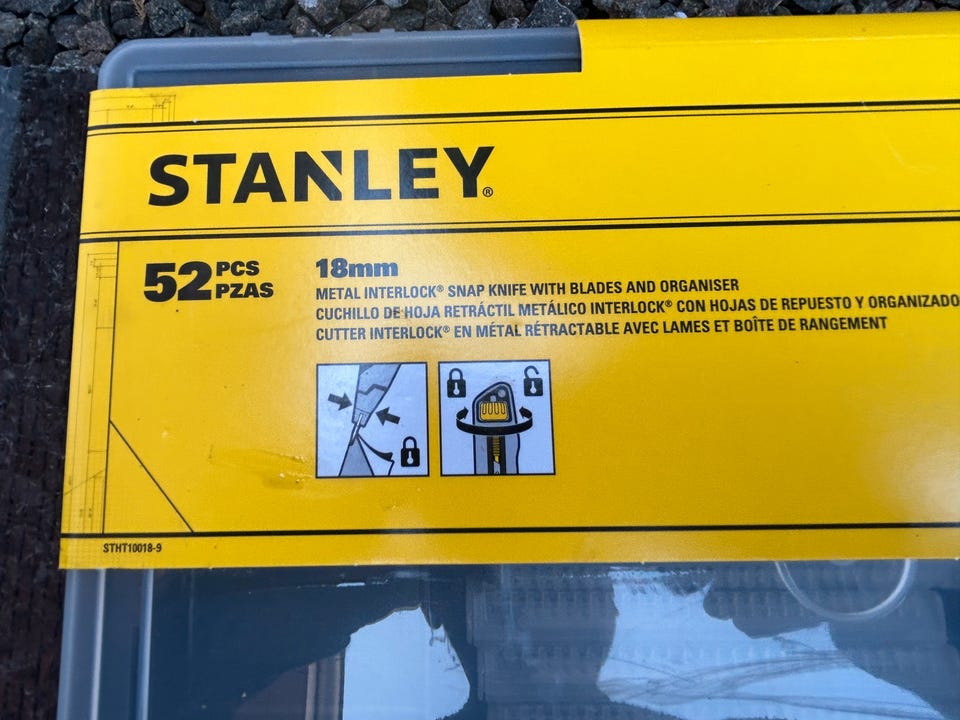 STANLEY®
52 PCS
PZAS
18mm
METAL INTERLOCK® SNAP KNIFE WITH BLADES AND ORGANISER
CUCHILLO DE HOJA RETRÁCTIL METÁLICO INTERLOCK® CON HOJAS DE REPUESTO Y ORGANIZADO
CUTTER INTERLOCK® EN MÉTAL RÉTRACTABLE AVEC LAMES ET BOÎTE DE RANGEMENT
STHT10018-9